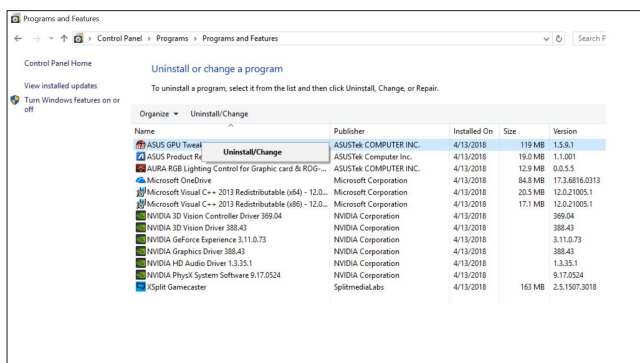 Programs and Features
Control Panel > Programs > Programs and Features
Search P
Control Panel Home
View installed updates
Turn Windows features on or
off
Uninstall or change a program
To uninstall a program, select it from the list and then click Uninstall, Change, or Repair.
Organize Uninstall/Change
Name Publisher Installed On Size Version
ASUS GPU Tweak ASUSTek COMPUTER INC. 4/13/2018 119 MB 1.5.9.1
Uninstall/Change
ASUS Product Re ASUSTek Computer Inc. 4/13/2018 19.0 MB 1.1.001
AURA RGB Lighting Control for Graphic card & ROG-... ASUSTek COMPUTER INC. 4/13/2018 12.9 MB 0.0.5.5
Microsoft OneDrive Microsoft Corporation 4/13/2018 84.8 MB 17.3.6816.0313
Microsoft Visual C++ 2013 Redistributable (x64) - 12.0... Microsoft Corporation 4/13/2018 20.5 MB 12.0.21005.1
Microsoft Visual C++ 2013 Redistributable (x86) - 12.0... Microsoft Corporation 4/13/2018 17.1 MB 12.0.21005.1
NVIDIA 3D Vision Controller Driver 369.04 NVIDIA Corporation 4/13/2018 369.04
NVIDIA 3D Vision Driver 388.43 NVIDIA Corporation 4/13/2018 388.43
NVIDIA GeForce Experience 3.11.0.73 NVIDIA Corporation 4/13/2018 3.11.0.73
NVIDIA Graphics Driver 388.43 NVIDIA Corporation 4/13/2018 388.43
NVIDIA HD Audio Driver 1.3.35.1 NVIDIA Corporation 4/13/2018 1.3.35.1
NVIDIA PhysX System Software 9.17.0524 NVIDIA Corporation 4/13/2018 9.17.0524
XSplit Gamecaster SplitmediaLabs 4/13/2018 163 MB 2.5.1507.3018